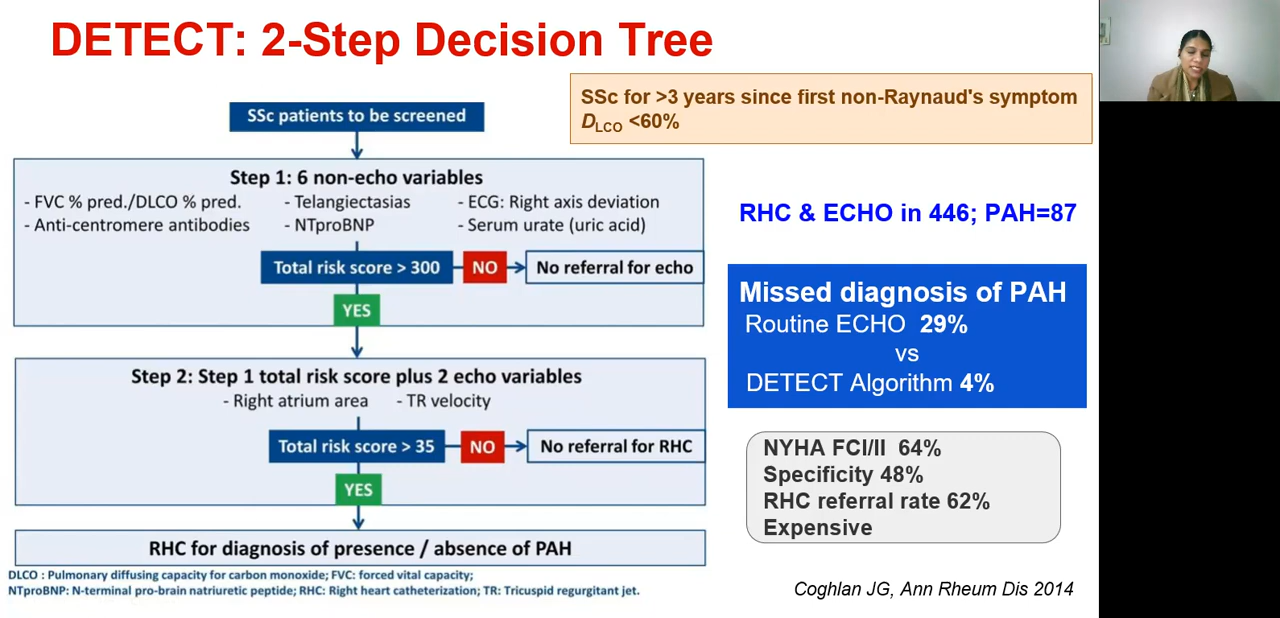 DETECT: 2-Step Decision Tree
SSc for >3 years since first non-Raynaud's symptom
DLCO <60%
SSc patients to be screened
Step 1: 6 non-echo variables
- FVC % pred./DLCO % pred. - Telangiectasias - ECG: Right axis deviation
- Anti-centromere antibodies - NTproBNP - Serum urate (uric acid)
Total risk score > 300 NO No referral for echo
YES
Step 2: Step 1 total risk score plus 2 echo variables
- Right atrium area - TR velocity
Total risk score > 35 NO No referral for RHC
YES
RHC for diagnosis of presence / absence of PAH
DLCO : Pulmonary diffusing capacity for carbon monoxide; FVC: forced vital capacity;
NTproBNP: N-terminal pro-brain natriuretic peptide; RHC: Right heart catheterization; TR: Tricuspid regurgitant jet.
RHC & ECHO in 446; PAH=87
Missed diagnosis of PAH
Routine ECHO 29%
vs
DETECT Algorithm 4%
NYHA FCI/II 64%
Specificity 48%
RHC referral rate 62%
Expensive
Coghlan JG, Ann Rheum Dis 2014